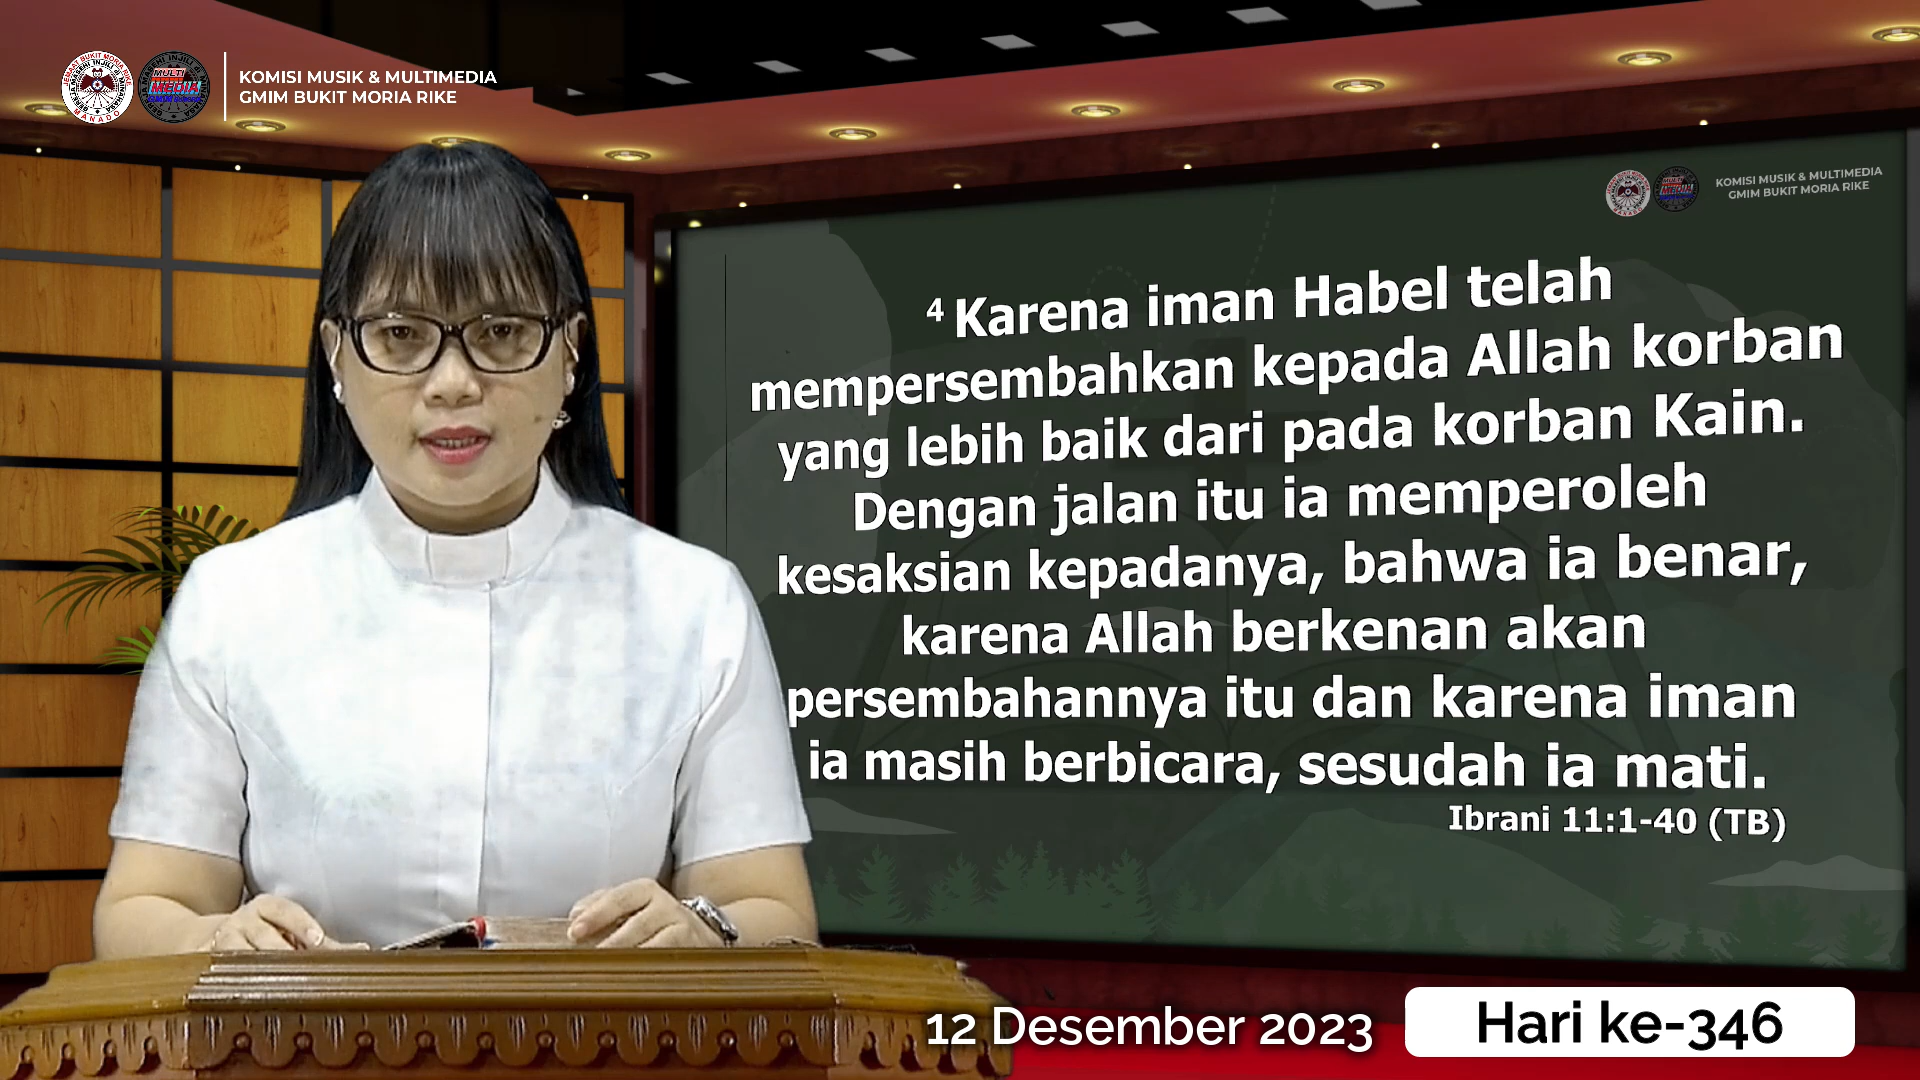 KOMISI MUSIK & MULTIMEDIA
GMIM BUKIT MORIA RIKE
MULTI
MEDIA
MANADO
KOMISI MUSIK & MULTIMEDIA
GMIM BUKIT MORIA RIKE
4 Karena iman Habel telah
mempersembahkan kepada Allah korban
yang lebih baik dari pada korban Kain.
Dengan jalan itu ia memperoleh
kesaksian kepadanya, bahwa ia benar,
karena Allah berkenan akan
persembahannya itu dan karena iman
ia masih berbicara, sesudah ia mati.
Ibrani 11:1-40 (TB)
12 Desember 2023
Hari ke-346